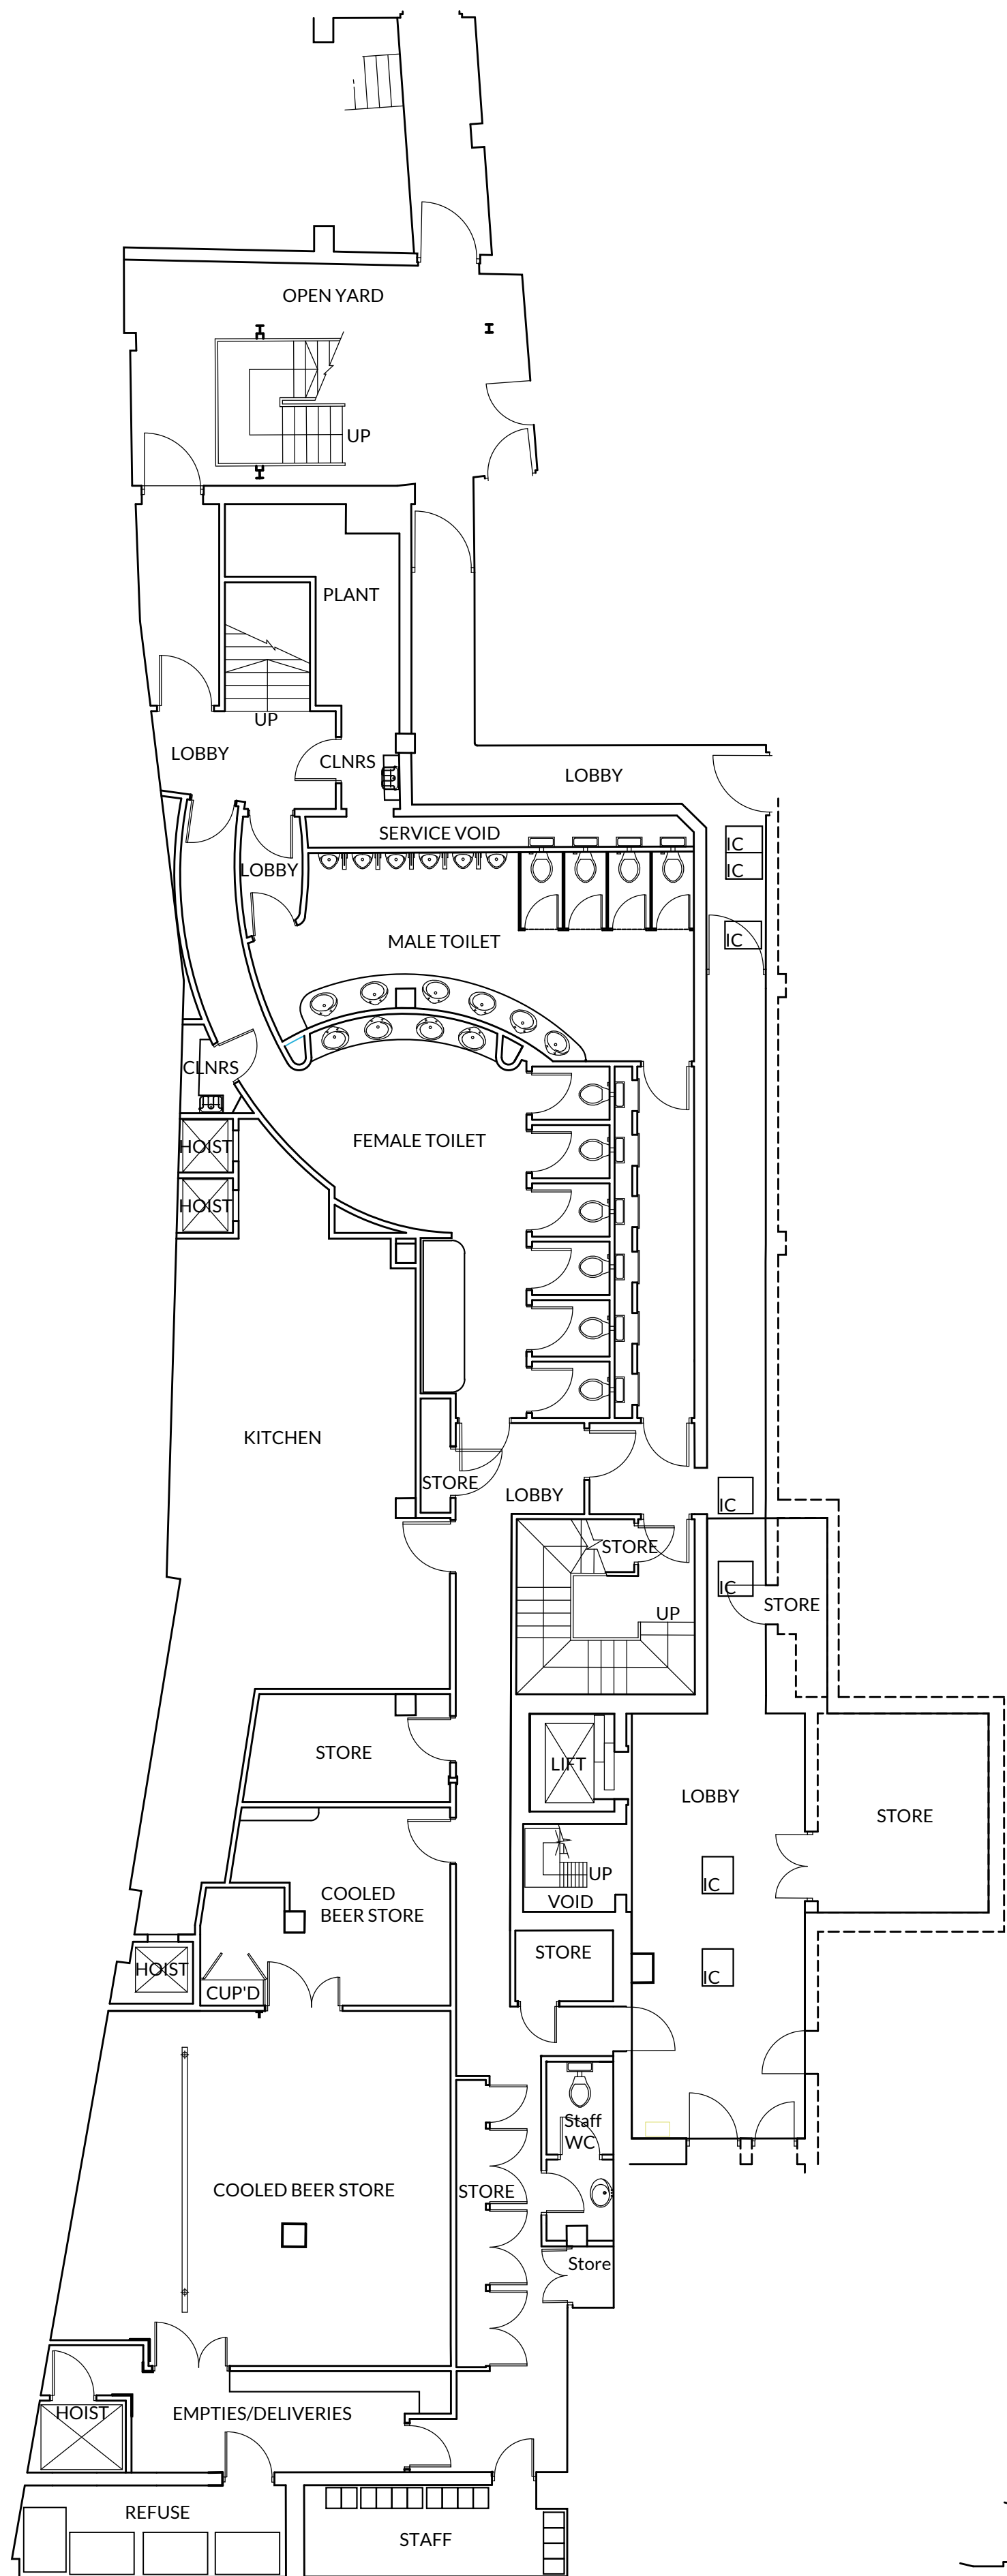 OPEN YARD
UP
PLANT
UP
LOBBY
CLNRS
LOBBY
SERVICE VOID
IC
IC
LOBBY
IC
MALE TOILET
CLNRS
FEMALE TOILET
HOIST
HOIST
KITCHEN
STORE
LOBBY
IC
STORE
IC
STORE
UP
STORE
LIFT
LOBBY
STORE
UP
IC
COOLED
BEER STORE
VOID
STORE
HOIST
IC
CUP'D
Staff
WC
COOLED BEER STORE
STORE
Store
HOIST
EMPTIES/DELIVERIES
REFUSE
STAFF